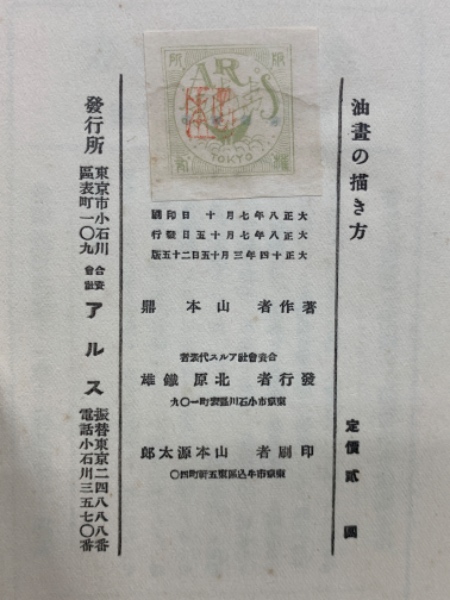 油畫の描き方
定價貳圓
ARS
TOKYO
大正八年七月十日印刷
大正八年七月十五日發行
大正十四年三月十五日二十五版
著作者 山本鼎
合資會社アルス代表者
發行者 北原鐵雄
東京市小石川區表町一〇九
印刷者 山本源太郎
東京市牛込區東五軒町四〇
發行所
東京市小石川
區表町一〇九
合資
會社
アルス
振替東京二四八八八番
電話小石川三五七〇番